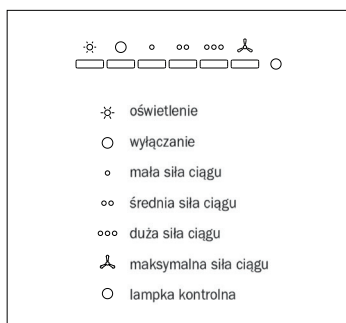 oświetlenie
wyłączanie
mała siła ciągu
średnia siła ciągu
duża siła ciągu
maksymalna siła ciągu
lampka kontrolna